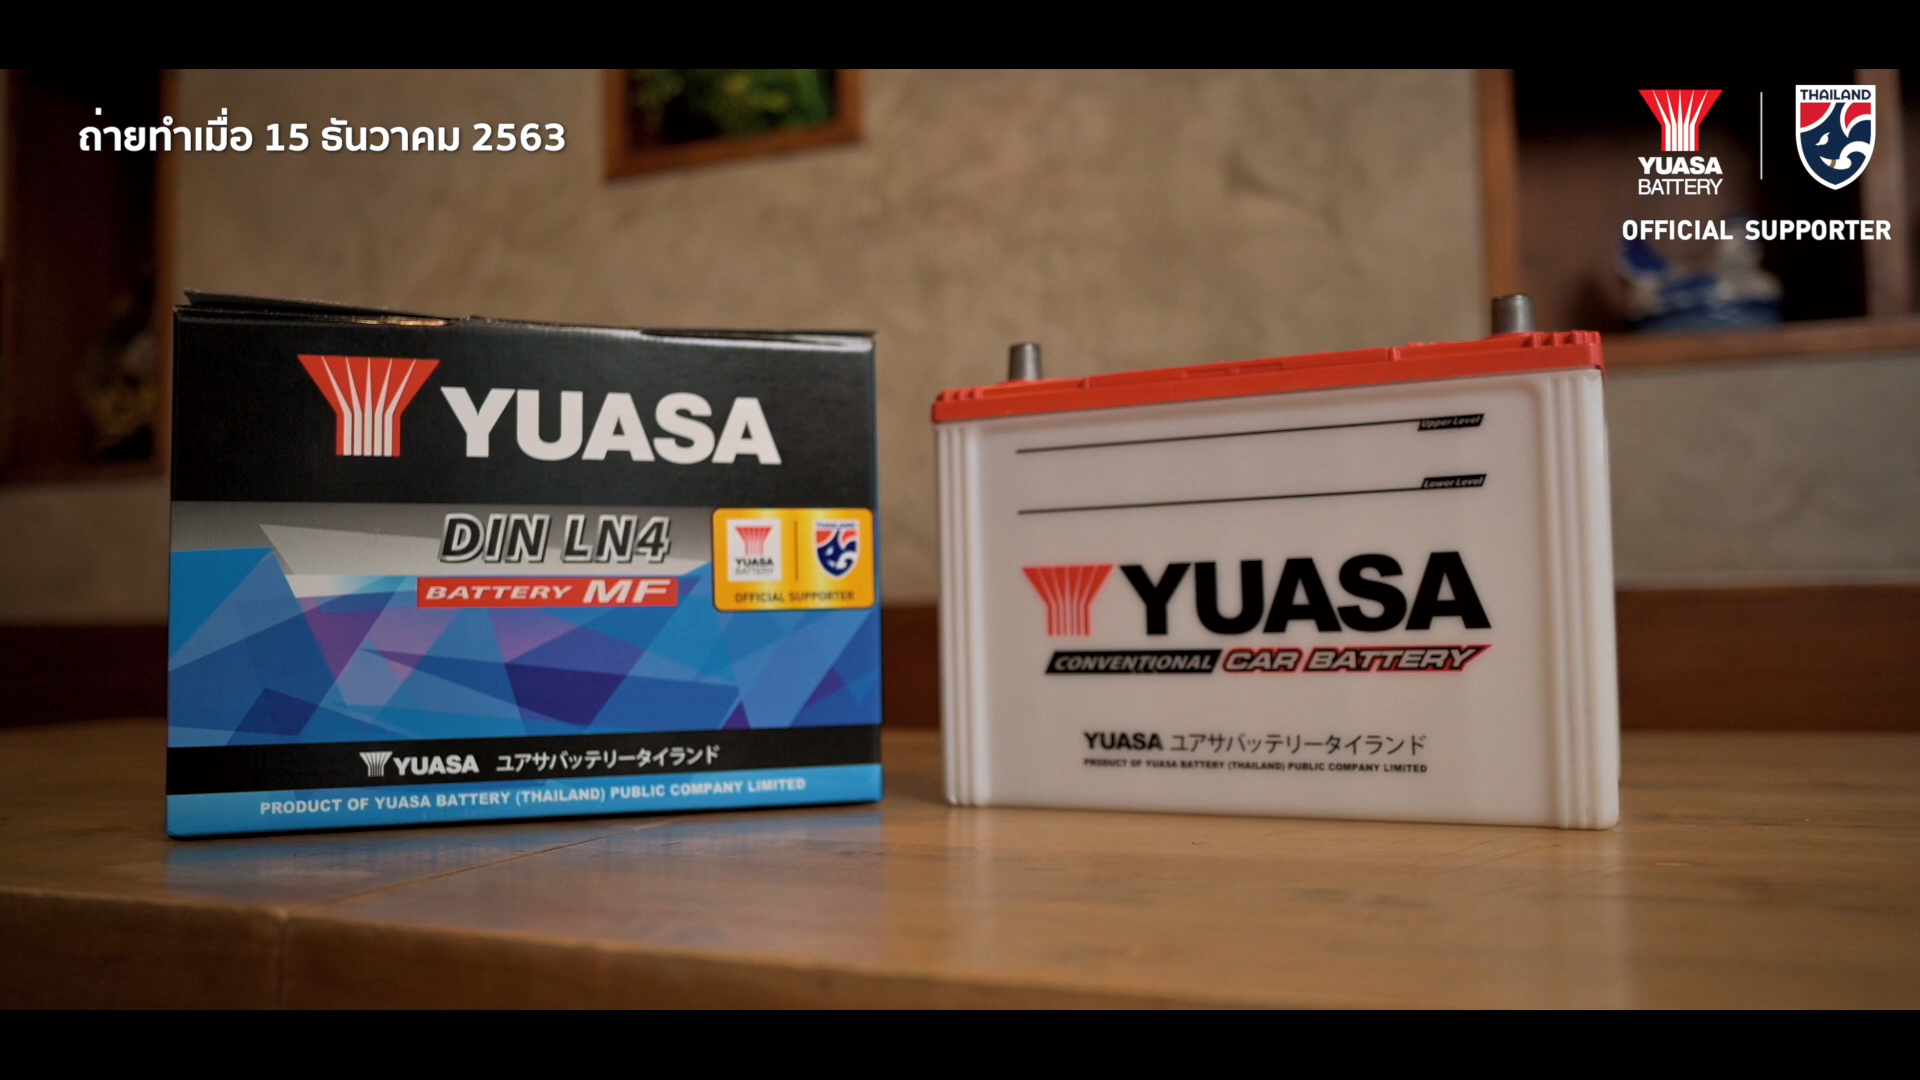 ถ่ายทำเมื่อ 15 ธันวาคม 2563
THAILAND
YUASA
BATTERY
OFFICIAL SUPPORTER
YUASA
DIN LN4
BATTERY MF
YUASA
BATTERY
THAILAND
OFFICIAL SUPPORTER
YUASA ユアサバッテリータイランド
PRODUCT OF YUASA BATTERY (THAILAND) PUBLIC COMPANY LIMITED
Upper Level
Lower Level
YUASA
CONVENTIONAL CAR BATTERY
YUASA ユアサバッテリータイランド
PRODUCT OF YUASA BATTERY (THAILAND) PUBLIC COMPANY LIMITED